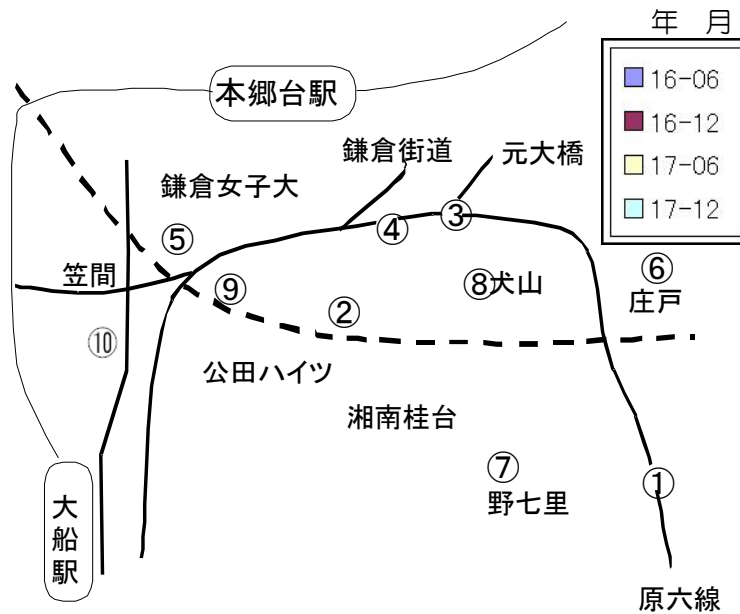 年 月
16-06
16-12
17-06
17-12
本郷台駅
鎌倉街道
元大橋
鎌倉女子大
③
④
⑤
⑥
庄戸
笠間
⑧犬山
⑨
②
⑩
公田ハイツ
湘南桂台
⑦
野七里
①
大船駅
原六線